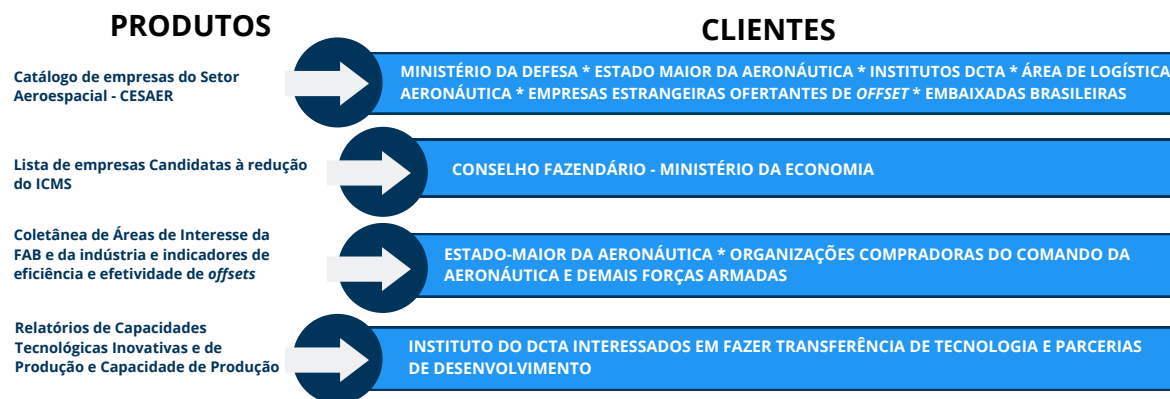 PRODUTOS
CLIENTES
Catálogo de empresas do Setor
Aeroespacial - CESAER
MINISTÉRIO DA DEFESA * ESTADO MAIOR DA AERONÁUTICA * INSTITUTOS DCTA * ÁREA DE LOGÍSTICA
AERONÁUTICA * EMPRESAS ESTRANGEIRAS OFERTANTES DE OFFSET * EMBAIXADAS BRASILEIRAS
Lista de empresas Candidatas à redução
do ICMS
CONSELHO FAZENDÁRIO - MINISTÉRIO DA ECONOMIA
Coletânea de Áreas de Interesse da
FAB e da indústria e indicadores de
eficiência e efetividade de offsets
ESTADO-MAIOR DA AERONÁUTICA * ORGANIZAÇÕES COMPRADORAS DO COMANDO DA
AERONÁUTICA E DEMAIS FORÇAS ARMADAS
Relatórios de Capacidades
Tecnológicas Inovativas e de
Produção e Capacidade de Produção
INSTITUTO DO DCTA INTERESSADOS EM FAZER TRANSFERÊNCIA DE TECNOLOGIA E PARCERIAS
DE DESENVOLVIMENTO